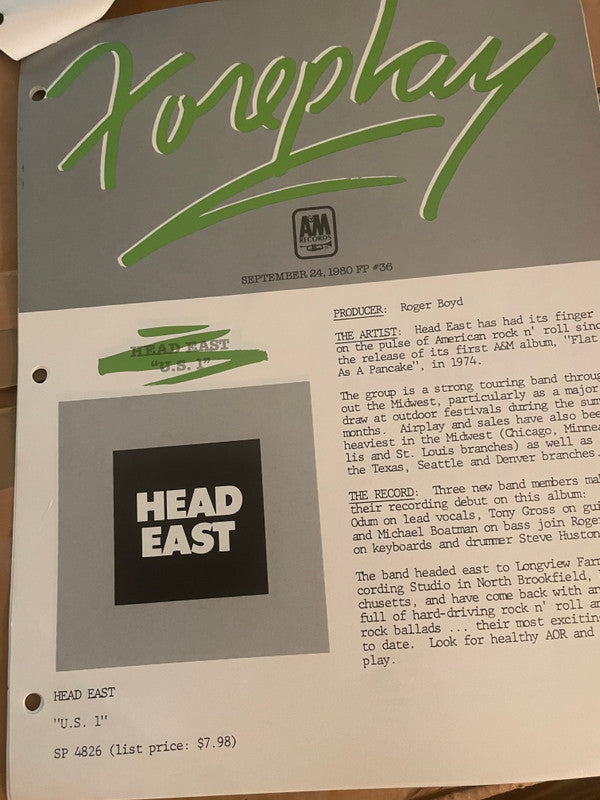 Foreplay
A&M
RECORDS
SEPTEMBER 24, 1980 FP #36
HEAD EAST
"U.S. 1"
HEAD
EAST
HEAD EAST
"U.S. 1"
SP 4826 (list price: $7.98)
PRODUCER: Roger Boyd
THE ARTIST: Head East has had its finger
on the pulse of American rock n' roll since
the release of its first A&M album, "Flat
As A Pancake", in 1974.
The group is a strong touring band throug
out the Midwest, particularly as a major
draw at outdoor festivals during the sum
months. Airplay and sales have also bee
heaviest in the Midwest (Chicago, Minnea
lis and St. Louis branches) as well as
the Texas, Seattle and Denver branches.
THE RECORD: Three new band members ma
their recording debut on this album:
Odum on lead vocals, Tony Gross on gui
and Michael Boatman on bass join Roge
on keyboards and drummer Steve Huston
The band headed east to Longview Far
cording Studio in North Brookfield,
chusetts, and have come back with an
full of hard-driving rock n' roll an
rock ballads ... their most excitin
to date. Look for healthy AOR and
play.